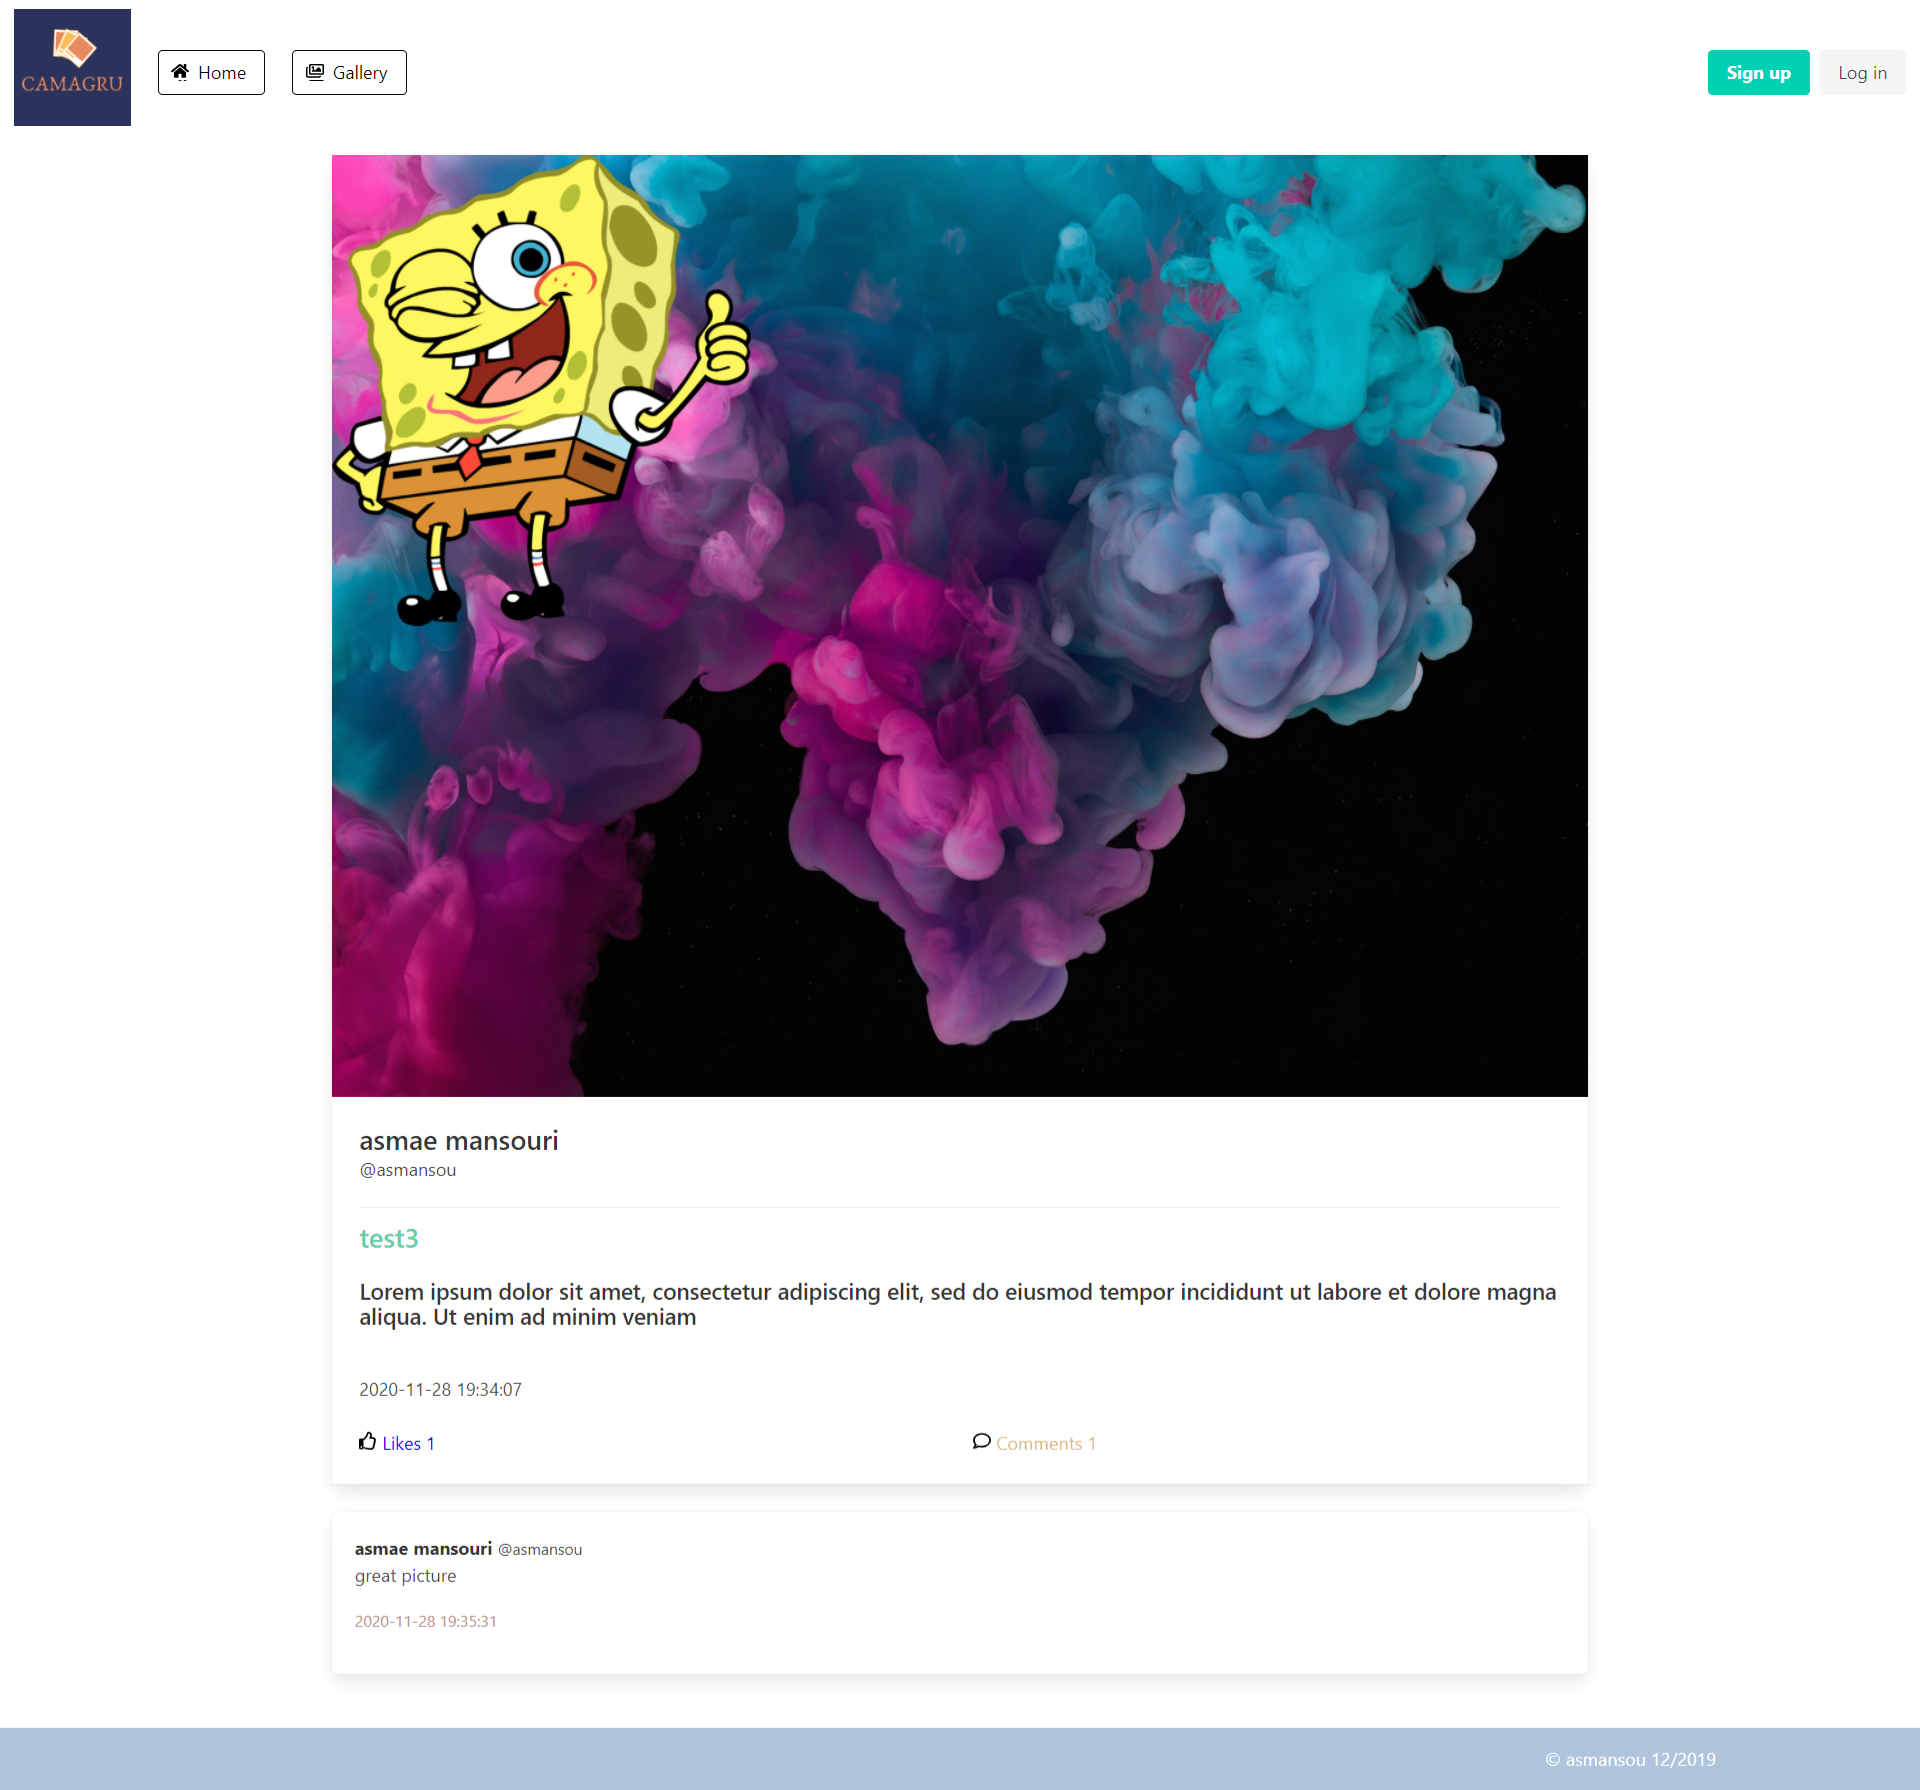 CAMAGRU
Home
Gallery
Sign up
Log in
asmae mansouri
@asmansou
test3
Lorem ipsum dolor sit amet, consectetur adipiscing elit, sed do eiusmod tempor incididunt ut labore et dolore magna
aliqua. Ut enim ad minim veniam
2020-11-28 19:34:07
Likes 1
Comments 1
asmae mansouri @asmansou
great picture
2020-11-28 19:35:31
© asmansou 12/2019